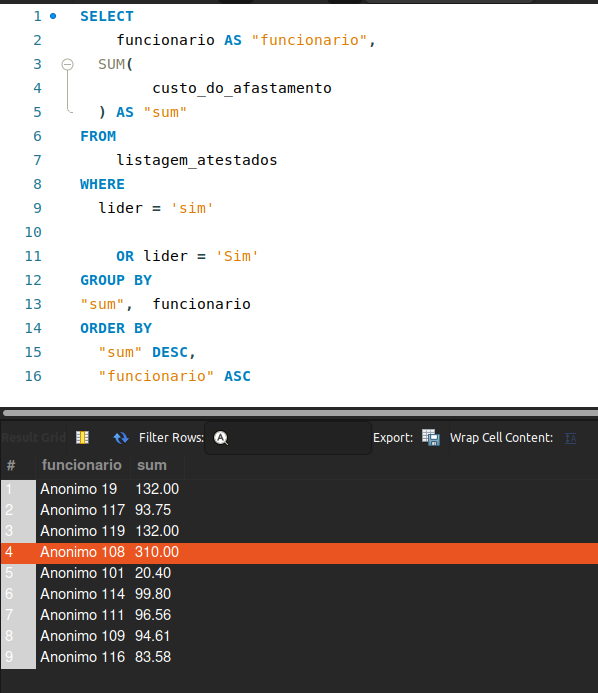 1 SELECT
2 funcionario AS "funcionario",
3 SUM(
4 custo_do_afastamento
5 ) AS "sum"
6 FROM
7 listagem_atestados
8 WHERE
9 lider = 'sim'
10
11 OR lider = 'Sim'
12 GROUP BY
13 "sum", funcionario
14 ORDER BY
15 "sum" DESC,
16 "funcionario" ASC
Result Grid Filter Rows: Export: Wrap Cell Content:
# funcionario sum
1 Anonimo 19 132.00
2 Anonimo 117 93.75
3 Anonimo 119 132.00
4 Anonimo 108 310.00
5 Anonimo 101 20.40
6 Anonimo 114 99.80
7 Anonimo 111 96.56
8 Anonimo 109 94.61
9 Anonimo 116 83.58